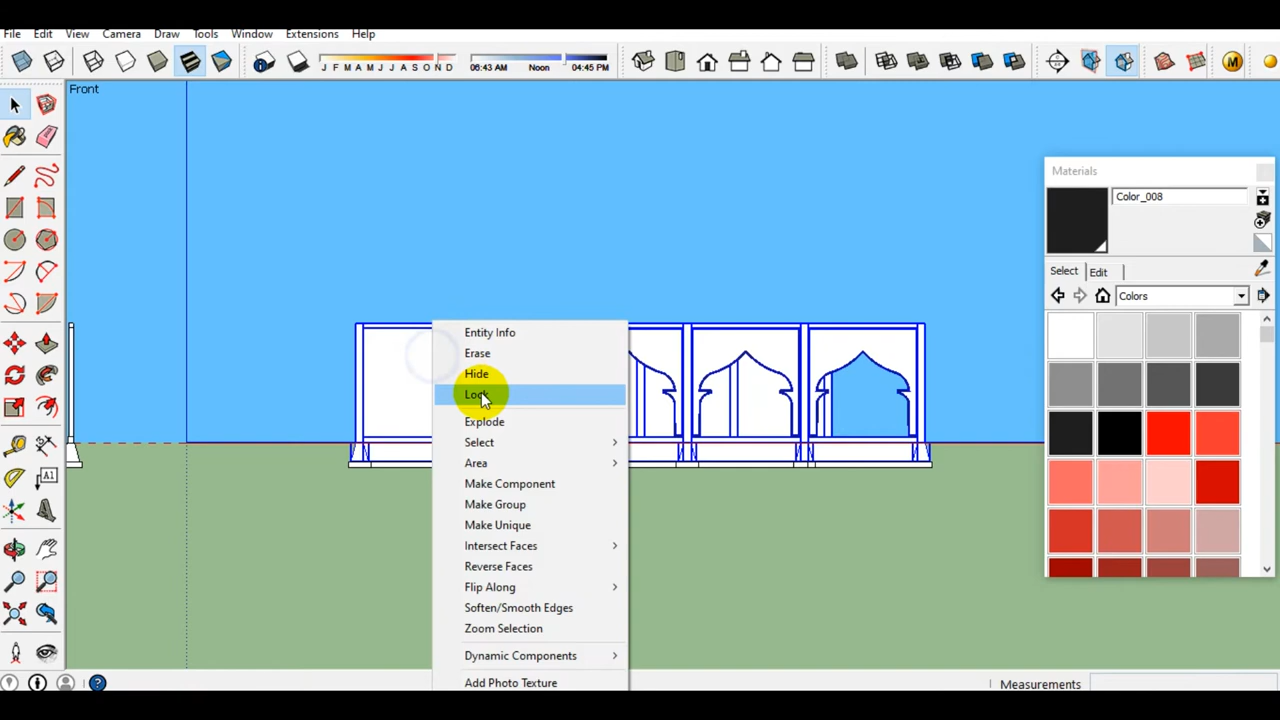 File Edit View Camera Draw Tools Window Extensions Help
J F M A M J J A S O N D 06:43 AM Noon 04:45 PM
M
Front
Materials
Color_008
Select Edit
Colors
A1
Entity Info
Erase
Hide
Lock
Explode
Select
Area
Make Component
Make Group
Make Unique
Intersect Faces
Reverse Faces
Flip Along
Soften/Smooth Edges
Zoom Selection
Dynamic Components
Add Photo Texture
Measurements